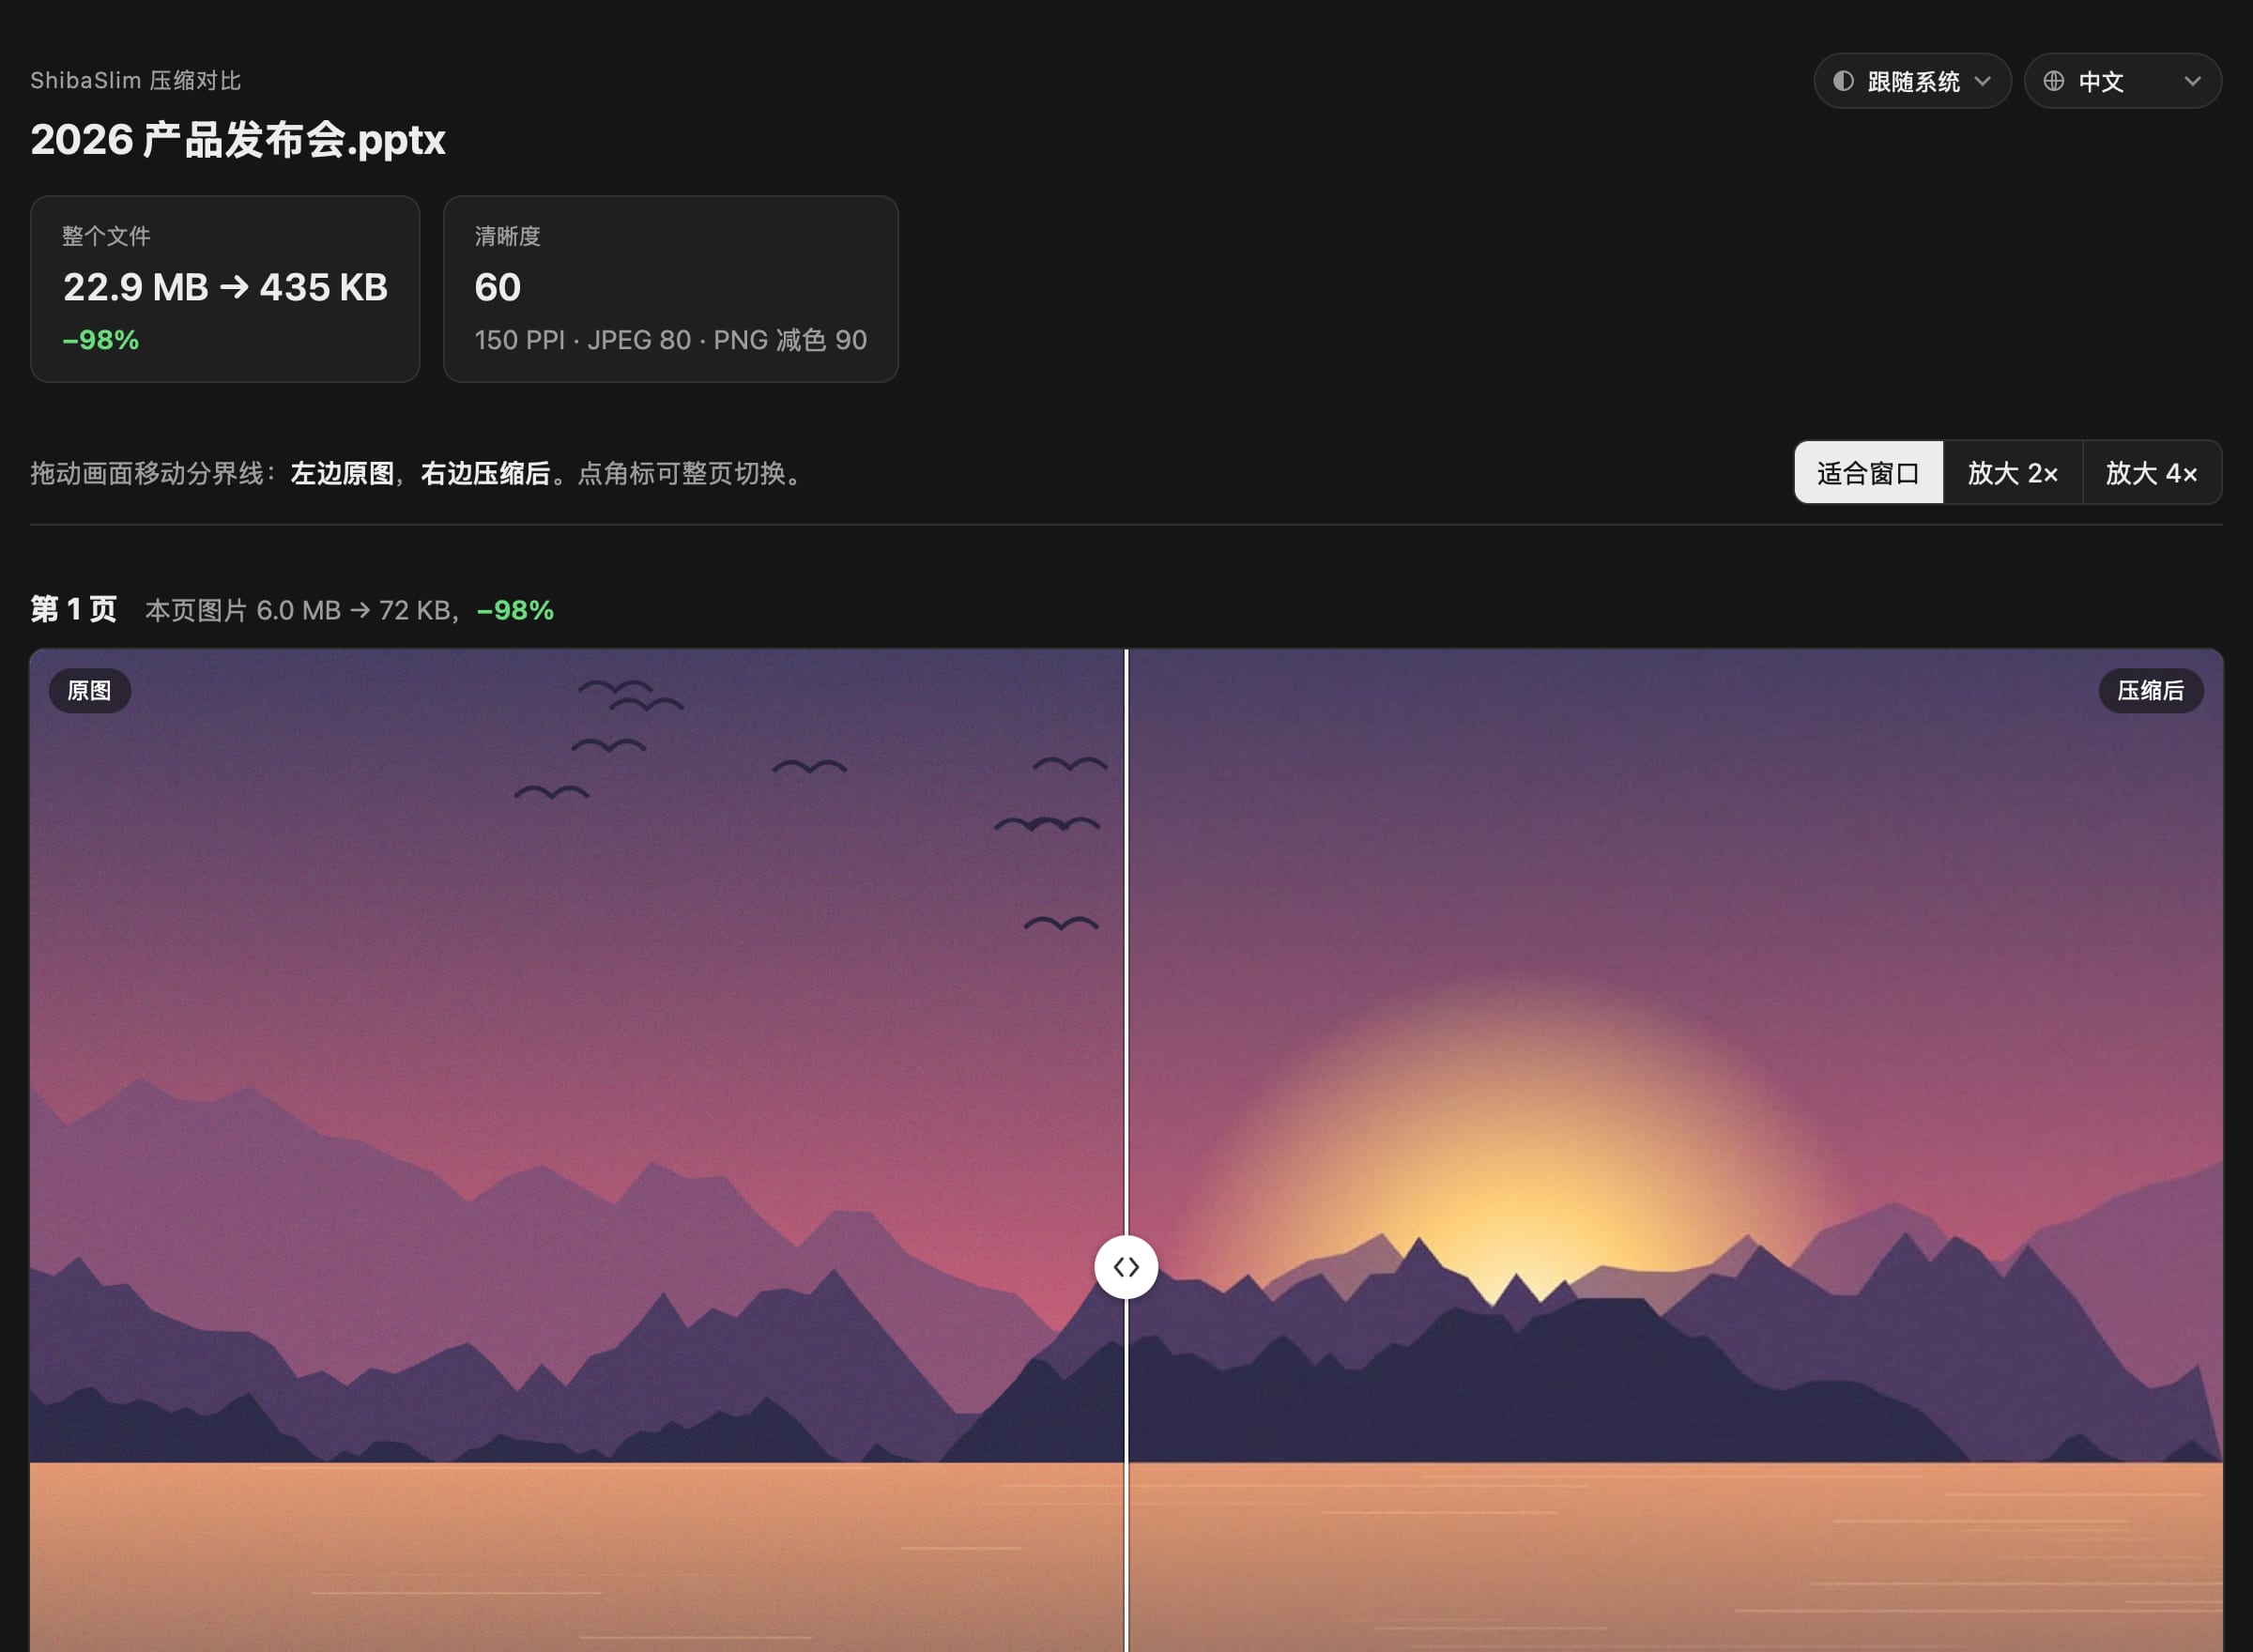 ShibaSlim 压缩对比
跟随系统
中文
2026 产品发布会.pptx
整个文件
22.9 MB → 435 KB
−98%
清晰度
60
150 PPI · JPEG 80 · PNG 减色 90
拖动画面移动分界线：左边原图，右边压缩后。点角标可整页切换。
适合窗口
放大 2×
放大 4×
第 1 页 本页图片 6.0 MB → 72 KB，−98%
原图
压缩后